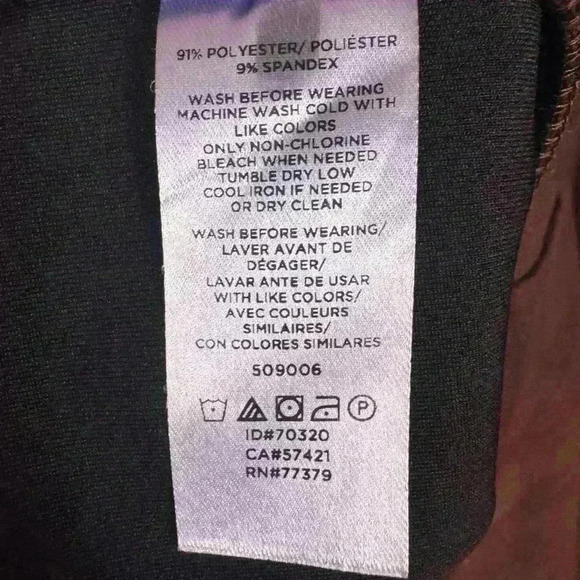 91% POLYESTER/ POLIÉSTER
9% SPANDEX
WASH BEFORE WEARING
MACHINE WASH COLD WITH
LIKE COLORS
ONLY NON-CHLORINE
BLEACH WHEN NEEDED
TUMBLE DRY LOW
COOL IRON IF NEEDED
OR DRY CLEAN
WASH BEFORE WEARING/
LAVER AVANT DE
DÉGAGER/
LAVAR ANTE DE USAR
WITH LIKE COLORS/
AVEC COULEURS
SIMILAIRES/
CON COLORES SIMILARES
509006
P
ID#70320
CA#57421
RN#77379